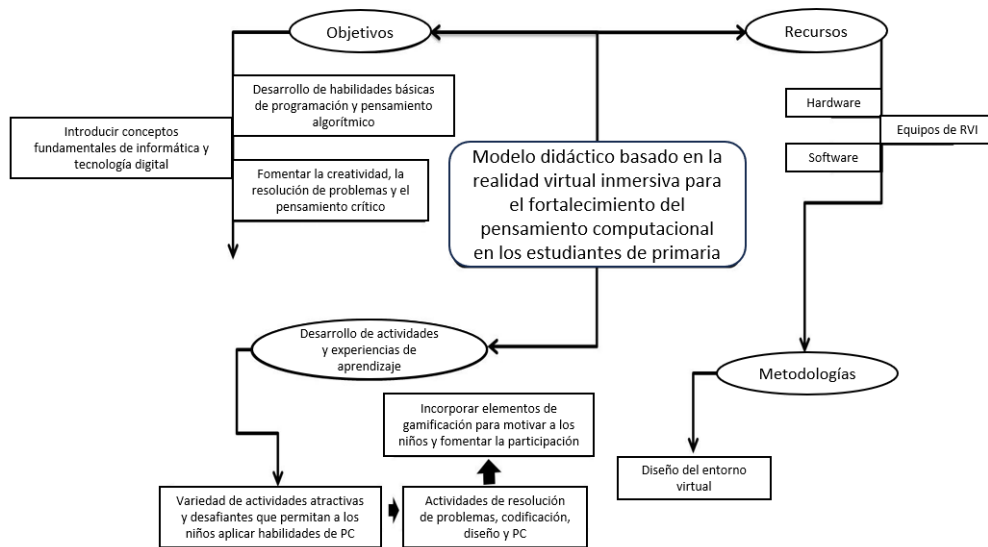 Objetivos
Recursos
Desarrollo de habilidades básicas
de programación y pensamiento
algorítmico
Introducir conceptos
fundamentales de informática y
tecnología digital
Fomentar la creatividad, la
resolución de problemas y el
pensamiento crítico
Hardware
Equipos de RVI
Software
Modelo didáctico basado en la
realidad virtual inmersiva para
el fortalecimiento del
pensamiento computacional
en los estudiantes de primaria
Desarrollo de actividades
y experiencias de
aprendizaje
Metodologías
Incorporar elementos de
gamificación para motivar a los
niños y fomentar la participación
Diseño del entorno
virtual
Variedad de actividades atractivas
y desafiantes que permitan a los
niños aplicar habilidades de PC
Actividades de resolución
de problemas, codificación,
diseño y PC